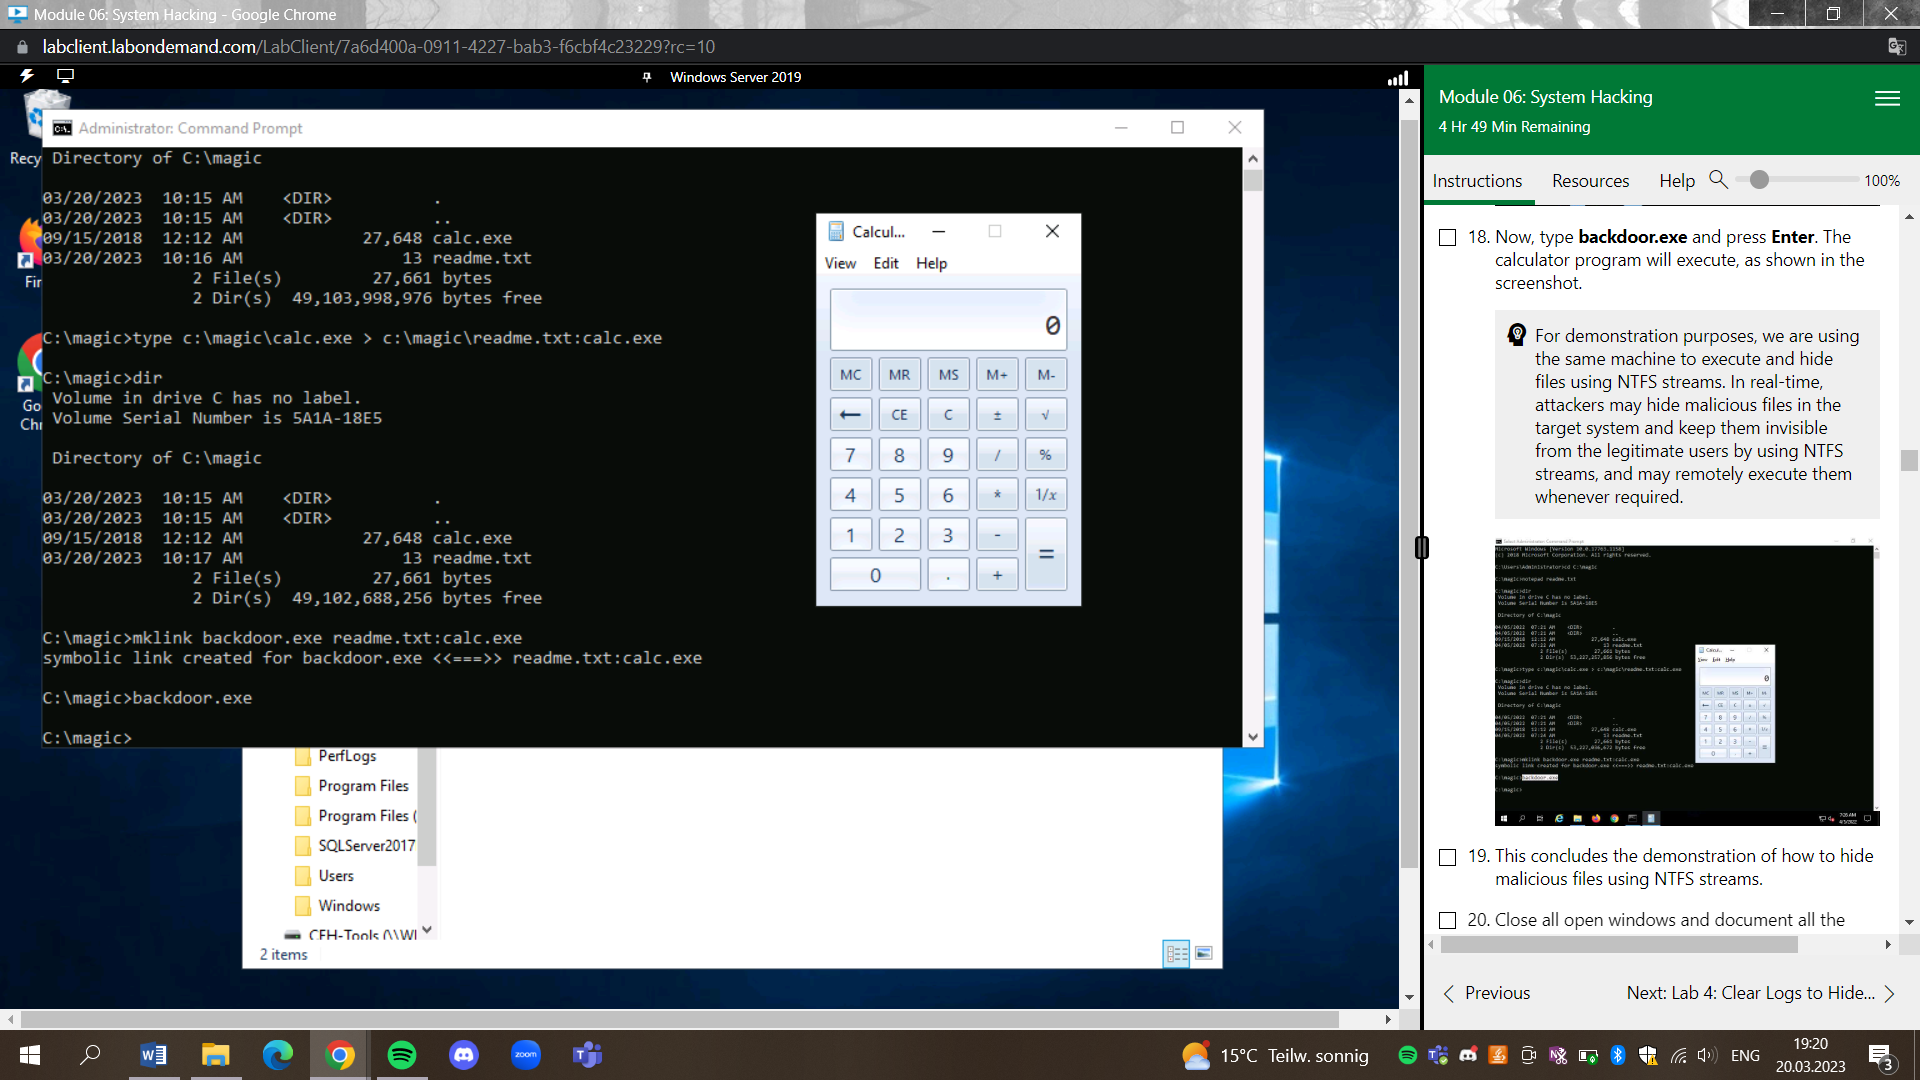 Module 06: System Hacking - Google Chrome
labclient.labondemand.com/LabClient/7a6d400a-0911-4227-bab3-f6cbf4c23229?rc=10
Windows Server 2019
Recy
Fir
Go
Chr
Administrator: Command Prompt
Directory of C:\magic
03/20/2023 10:15 AM <DIR> .
03/20/2023 10:15 AM <DIR> ..
09/15/2018 12:12 AM 27,648 calc.exe
03/20/2023 10:16 AM 13 readme.txt
2 File(s) 27,661 bytes
2 Dir(s) 49,103,998,976 bytes free
C:\magic>type c:\magic\calc.exe > c:\magic\readme.txt:calc.exe
C:\magic>dir
Volume in drive C has no label.
Volume Serial Number is 5A1A-18E5
Directory of C:\magic
03/20/2023 10:15 AM <DIR> .
03/20/2023 10:15 AM <DIR> ..
09/15/2018 12:12 AM 27,648 calc.exe
03/20/2023 10:17 AM 13 readme.txt
2 File(s) 27,661 bytes
2 Dir(s) 49,102,688,256 bytes free
C:\magic>mklink backdoor.exe readme.txt:calc.exe
symbolic link created for backdoor.exe <<===>> readme.txt:calc.exe
C:\magic>backdoor.exe
C:\magic>
Calcul...
View Edit Help
0
MC MR MS M+ M-
← CE C ± √
7 8 9 / %
4 5 6 * 1/x
1 2 3 - =
0 . +
PerfLogs
Program Files
Program Files (
SQLServer2017
Users
Windows
CEH-Tools (\\WI
2 items
Module 06: System Hacking
4 Hr 49 Min Remaining
Instructions Resources Help 100%
18. Now, type backdoor.exe and press Enter. The
calculator program will execute, as shown in the
screenshot.
For demonstration purposes, we are using
the same machine to execute and hide
files using NTFS streams. In real-time,
attackers may hide malicious files in the
target system and keep them invisible
from the legitimate users by using NTFS
streams, and may remotely execute them
whenever required.
19. This concludes the demonstration of how to hide
malicious files using NTFS streams.
20. Close all open windows and document all the
Previous Next: Lab 4: Clear Logs to Hide...
zoom
15°C Teilw. sonnig
ENG
19:20
20.03.2023
3